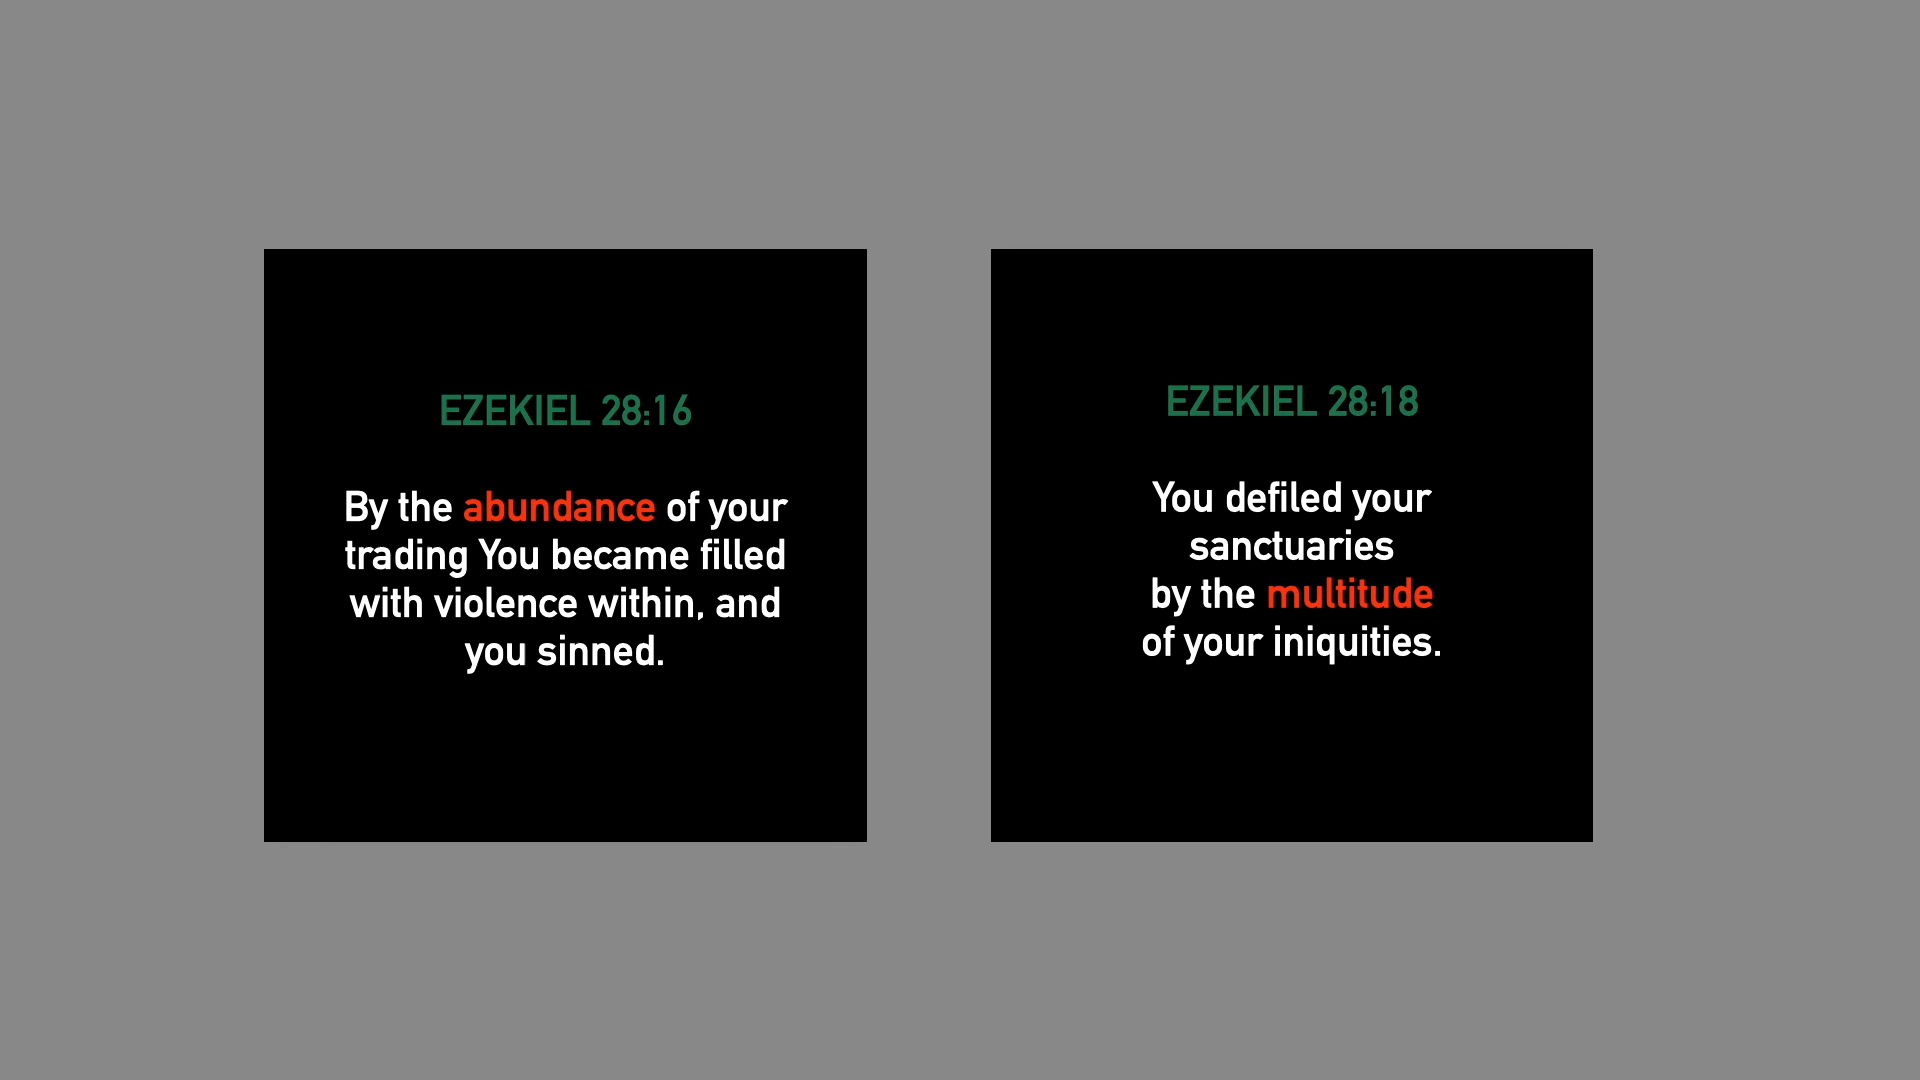 EZEKIEL 28:16
By the abundance of your
trading You became filled
with violence within, and
you sinned.
EZEKIEL 28:18
You defiled your
sanctuaries
by the multitude
of your iniquities.